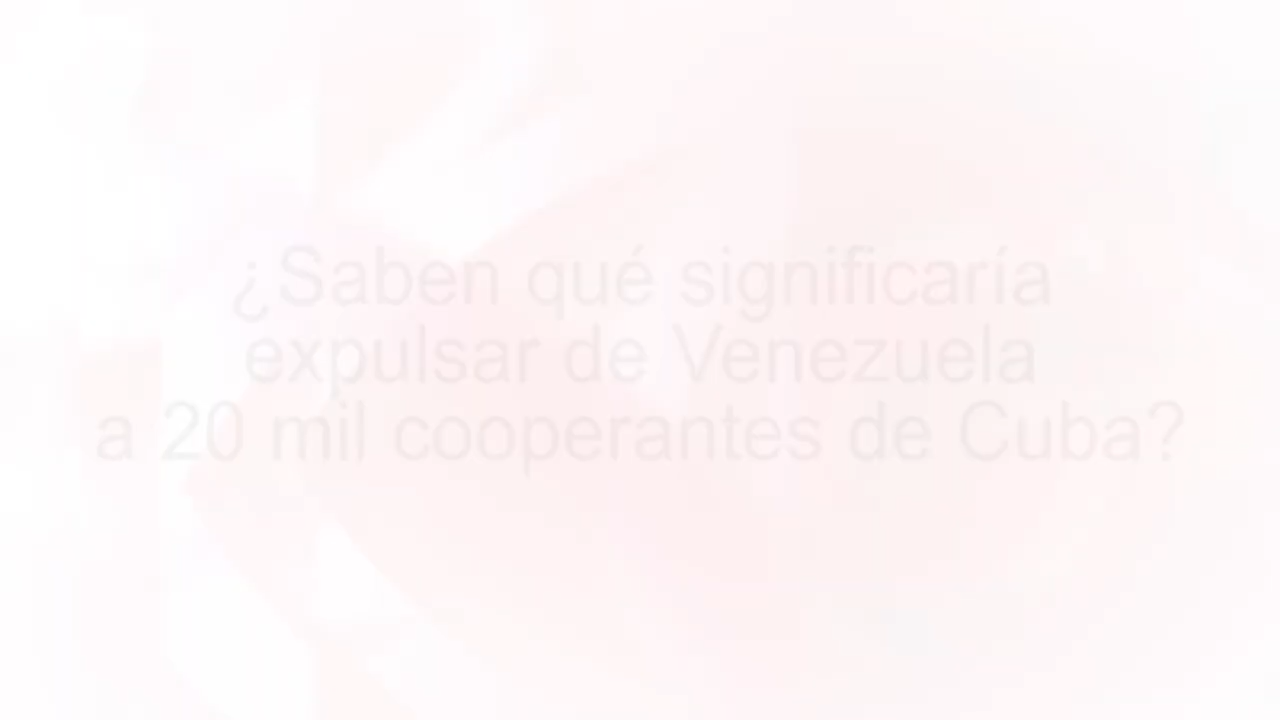 ¿Saben qué significaría
expulsar de Venezuela
a 20 mil cooperantes de Cuba?